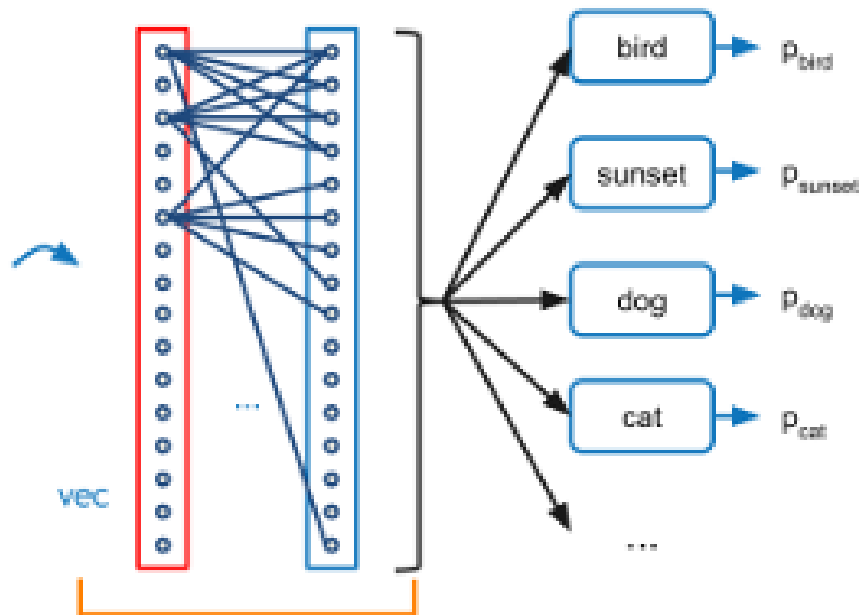 bird
p_bird
sunset
p_sunset
dog
p_dog
cat
p_cat
...
...
vec